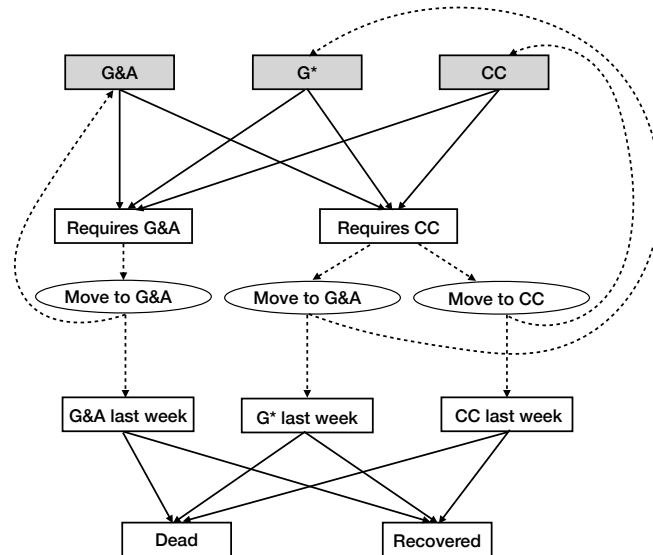 G&A
G*
CC
Requires G&A
Requires CC
Move to G&A
Move to G&A
Move to CC
G&A last week
G* last week
CC last week
Dead
Recovered